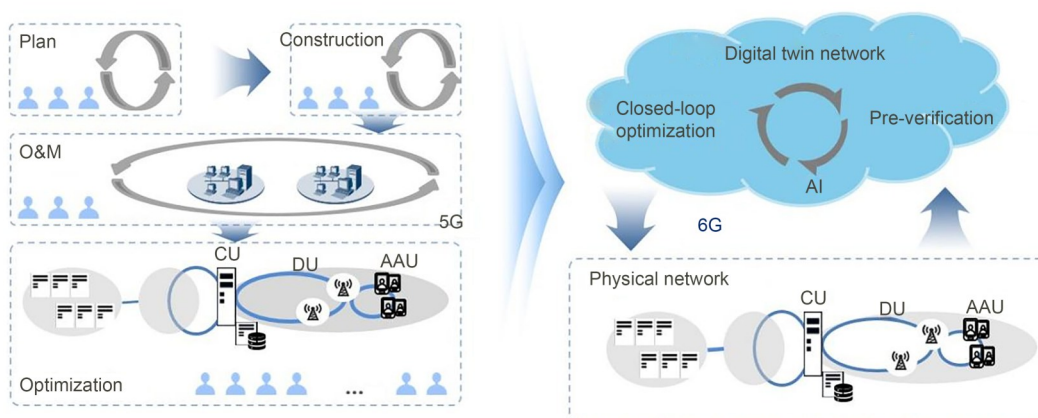 Plan
Construction
O&M
5G
CU
DU
AAU
Optimization
...
Digital twin network
Closed-loop
optimization
Pre-verification
AI
6G
Physical network
CU
DU
AAU